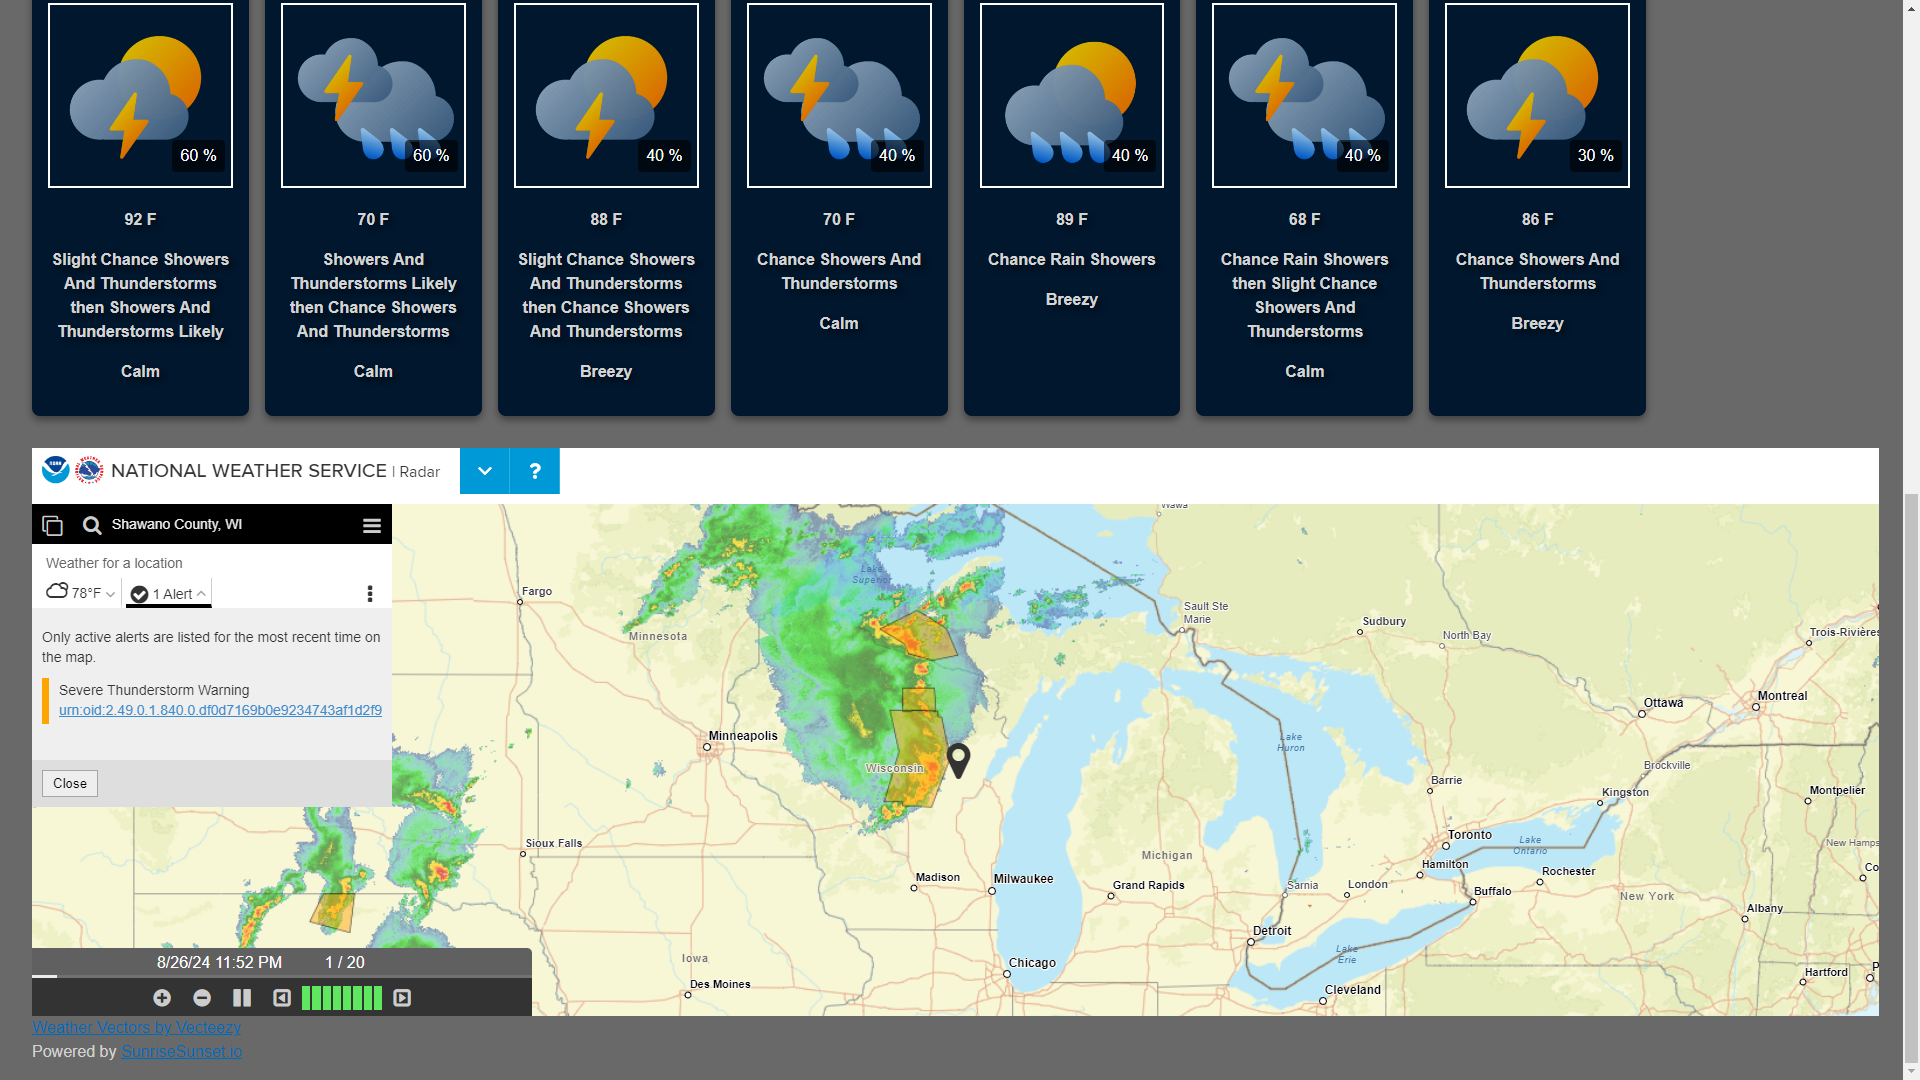 60 %
60 %
40 %
40 %
40 %
40 %
30 %
92 F
Slight Chance Showers
And Thunderstorms
then Showers And
Thunderstorms Likely
Calm
70 F
Showers And
Thunderstorms Likely
then Chance Showers
And Thunderstorms
Calm
88 F
Slight Chance Showers
And Thunderstorms
then Chance Showers
And Thunderstorms
Breezy
70 F
Chance Showers And
Thunderstorms
Calm
89 F
Chance Rain Showers
Breezy
68 F
Chance Rain Showers
then Slight Chance
Showers And
Thunderstorms
Calm
86 F
Chance Showers And
Thunderstorms
Breezy
NATIONAL WEATHER SERVICE | Radar
?
Shawano County, WI
Weather for a location
78°F
1 Alert
Only active alerts are listed for the most recent time on
the map.
Severe Thunderstorm Warning
urn:oid:2.49.0.1.840.0.df0d7169b0e9234743af1d2f9
Close
Wawa
Lake
Superior
Fargo
Minnesota
Sault Ste
Marie
Sudbury
North Bay
Trois-Rivières
Ottawa
Montreal
Minneapolis
Wisconsin
Lake
Huron
Brockville
Barrie
Kingston
Montpelier
Toronto
Lake
Ontario
New Hamps
Sioux Falls
Michigan
Hamilton
Rochester
Co
Madison
Milwaukee
Grand Rapids
Sarnia
London
Buffalo
New York
Albany
Detroit
Lake
Erie
Iowa
Chicago
Hartford
P
Des Moines
Cleveland
8/26/24 11:52 PM
1 / 20
Weather Vectors by Vecteezy
Powered by SunriseSunset.io